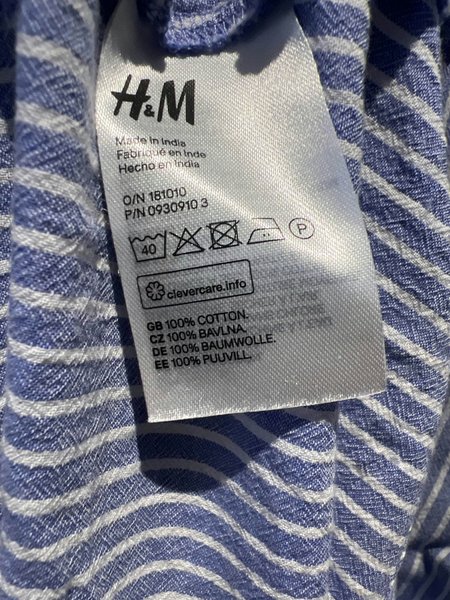 H&M
Made in India
Fabriqué en Inde
Hecho en India
O/N 181010
P/N 0930910 3
40 P
clevercare.info
GB 100% COTTON.
CZ 100% BAVLNA.
DE 100% BAUMWOLLE.
EE 100% PUUVILL.